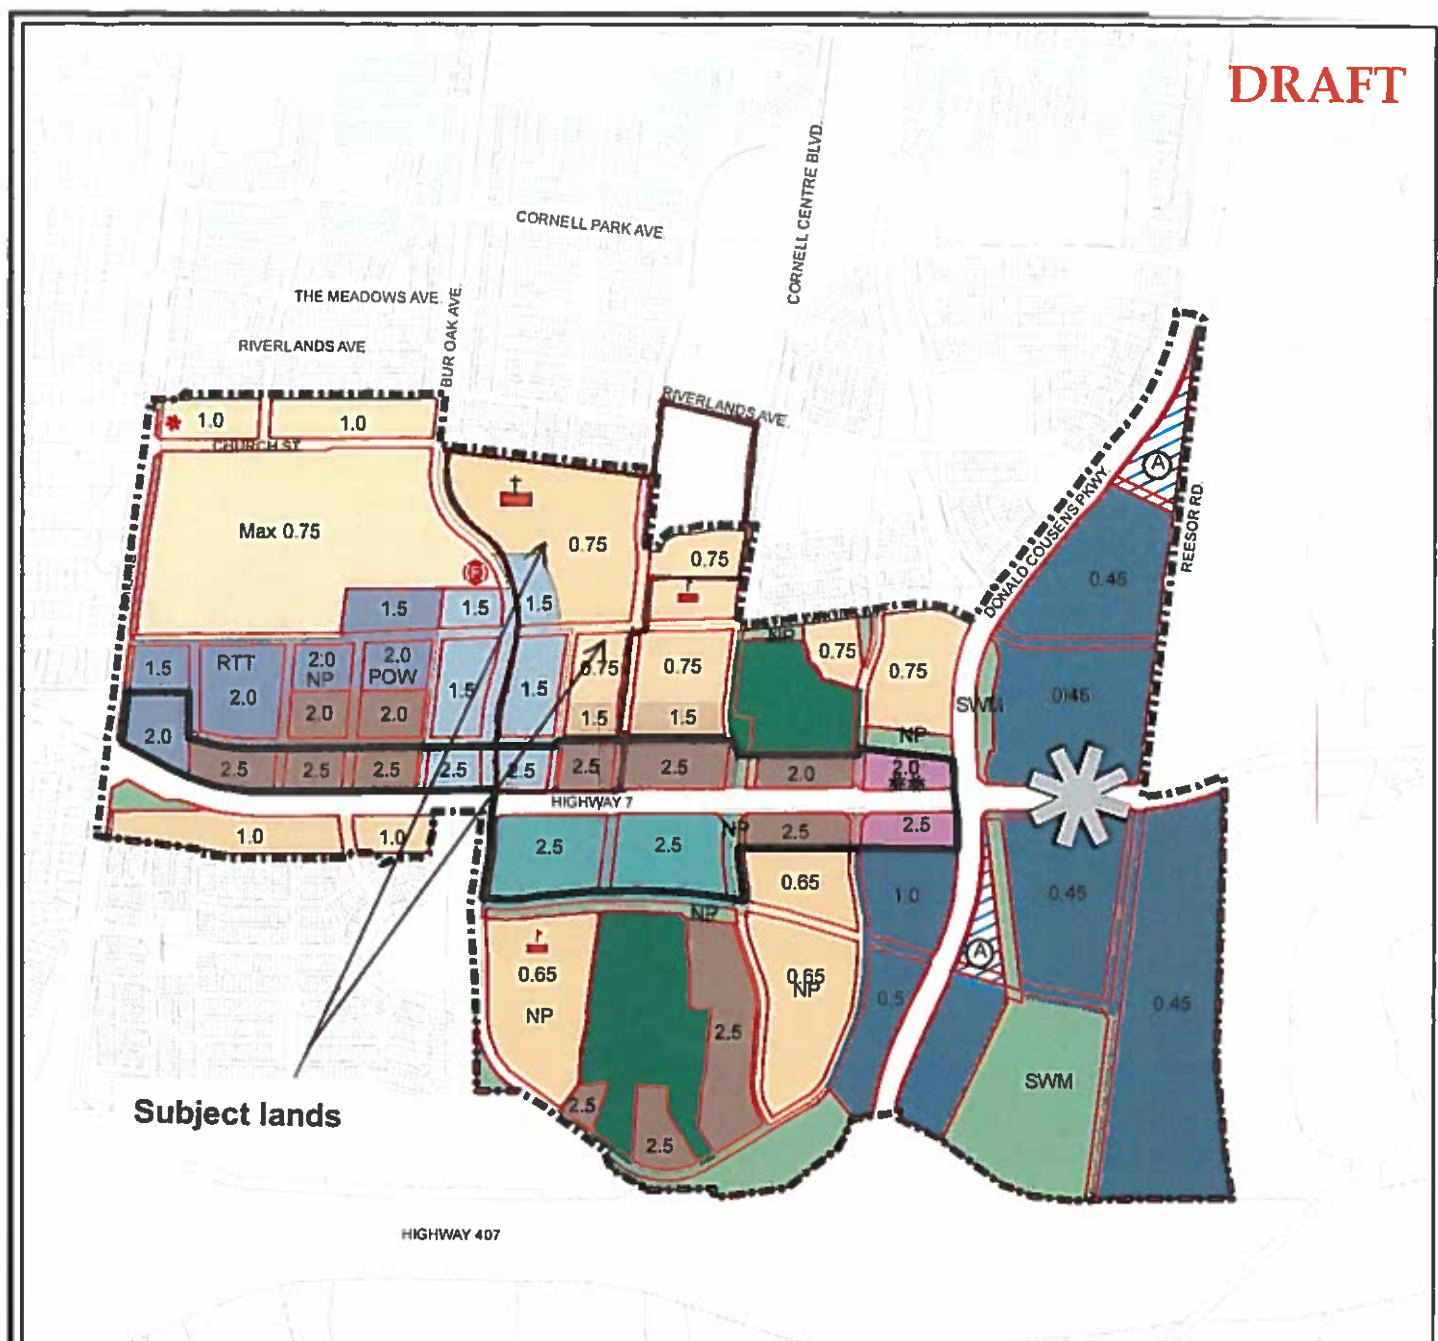 DRAFT
CORNELL CENTRE BLVD.
CORNELL PARK AVE
THE MEADOWS AVE.
BUR OAK AVE.
RIVERLANDS AVE
RIVERLANDS AVE.
1.0
1.0
CHURCH ST
DONALD COUSENS PKWY.
A
REESOR RD.
Max 0.75
0.75
0.75
F
0.45
1.5
1.5
1.5
NP
0.75
0.75
1.5
RTT
2.0
2.0
NP
2.0
POW
1.5
1.5
0.75
0.75
0.45
SWM
2.0
2.0
1.5
1.5
2.0
NP
2.5
2.5
2.5
2.5
2.5
2.5
2.5
2.0
2.0
HIGHWAY 7
1.0
1.0
2.5
2.5
NP
2.5
2.5
0.65
1.0
0.45
NP
A
0.65
NP
0.65
NP
0.5
0.45
2.5
SWM
2.5
2.5
Subject lands
HIGHWAY 407